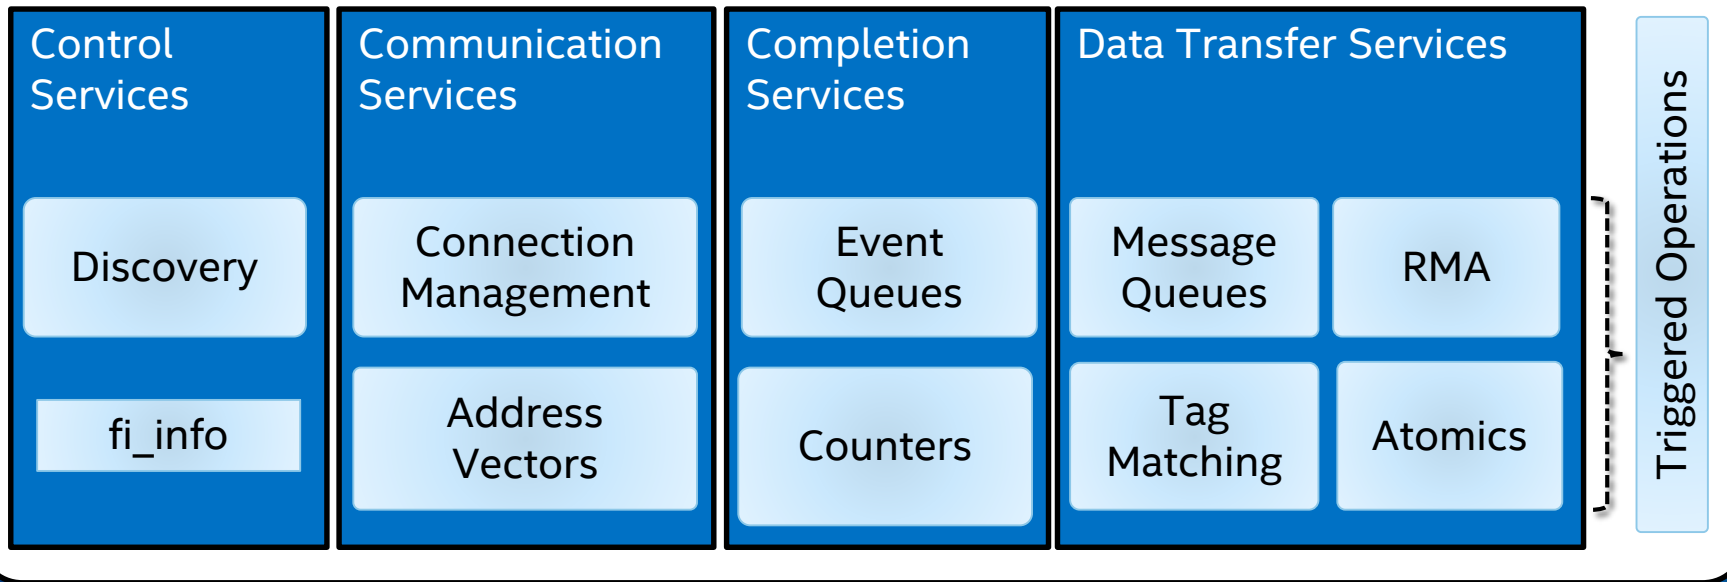 Control
Services
Communication
Services
Completion
Services
Data Transfer Services
Discovery
fi_info
Connection
Management
Address
Vectors
Event
Queues
Counters
Message
Queues
RMA
Tag
Matching
Atomics
Triggered Operations